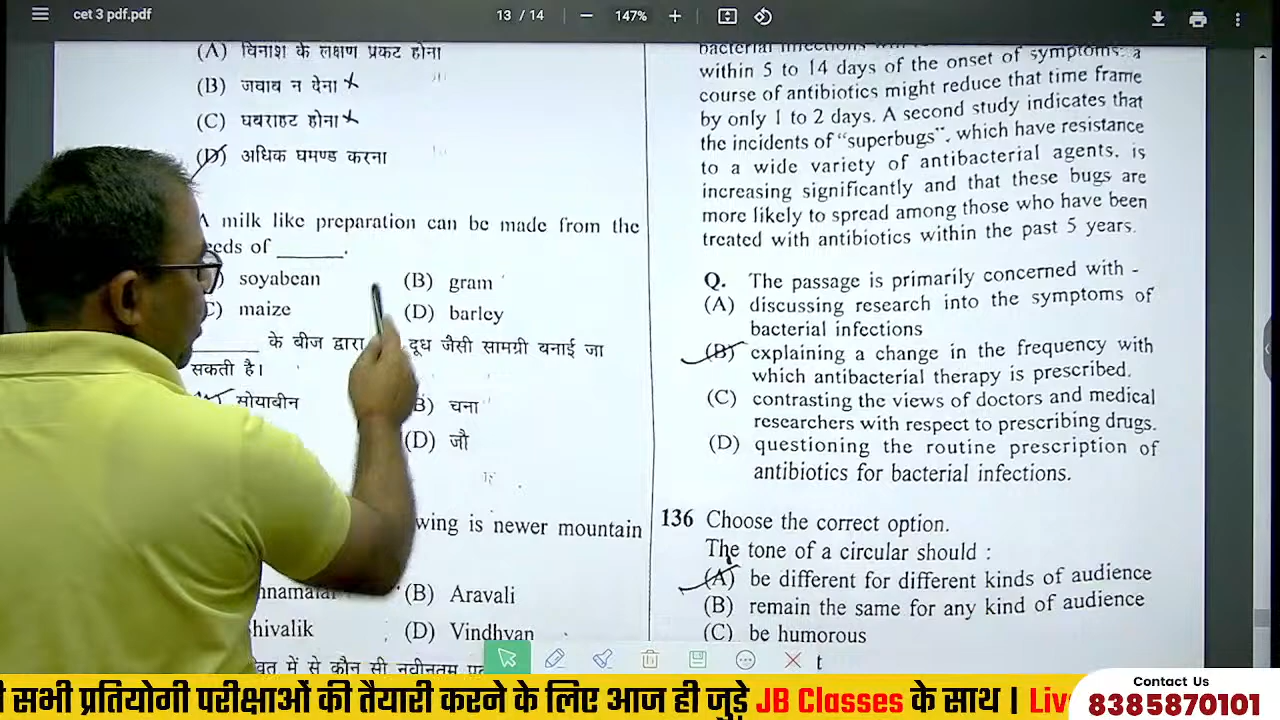 cet 3 pdf.pdf
13 / 14
147%
(A) विनाश के लक्षण प्रकट होना
(B) जवाब न देना
(C) घबराहट होना
(D) अधिक घमण्ड करना
A milk like preparation can be made from the
seeds of ______.
soyabean (B) gram
maize (D) barley
______ के बीज द्वारा दूध जैसी सामग्री बनाई जा
सकती है।
सोयाबीन (B) चना
(D) जौ
is newer mountain
(B) Aravali
(D) Vindhyan
में से कौन सी नवीनतम
within 5 to 14 days of the onset of symptoms: a
course of antibiotics might reduce that time frame
by only 1 to 2 days. A second study indicates that
the incidents of “superbugs”, which have resistance
to a wide variety of antibacterial agents, is
increasing significantly and that these bugs are
more likely to spread among those who have been
treated with antibiotics within the past 5 years.
Q. The passage is primarily concerned with -
(A) discussing research into the symptoms of
bacterial infections
(B) explaining a change in the frequency with
which antibacterial therapy is prescribed.
(C) contrasting the views of doctors and medical
researchers with respect to prescribing drugs.
(D) questioning the routine prescription of
antibiotics for bacterial infections.
136 Choose the correct option.
The tone of a circular should :
(A) be different for different kinds of audience
(B) remain the same for any kind of audience
(C) be humorous
सभी प्रतियोगी परीक्षाओं की तैयारी करने के लिए आज ही जुड़े JB Classes के साथ | Live
Contact Us
8385870101